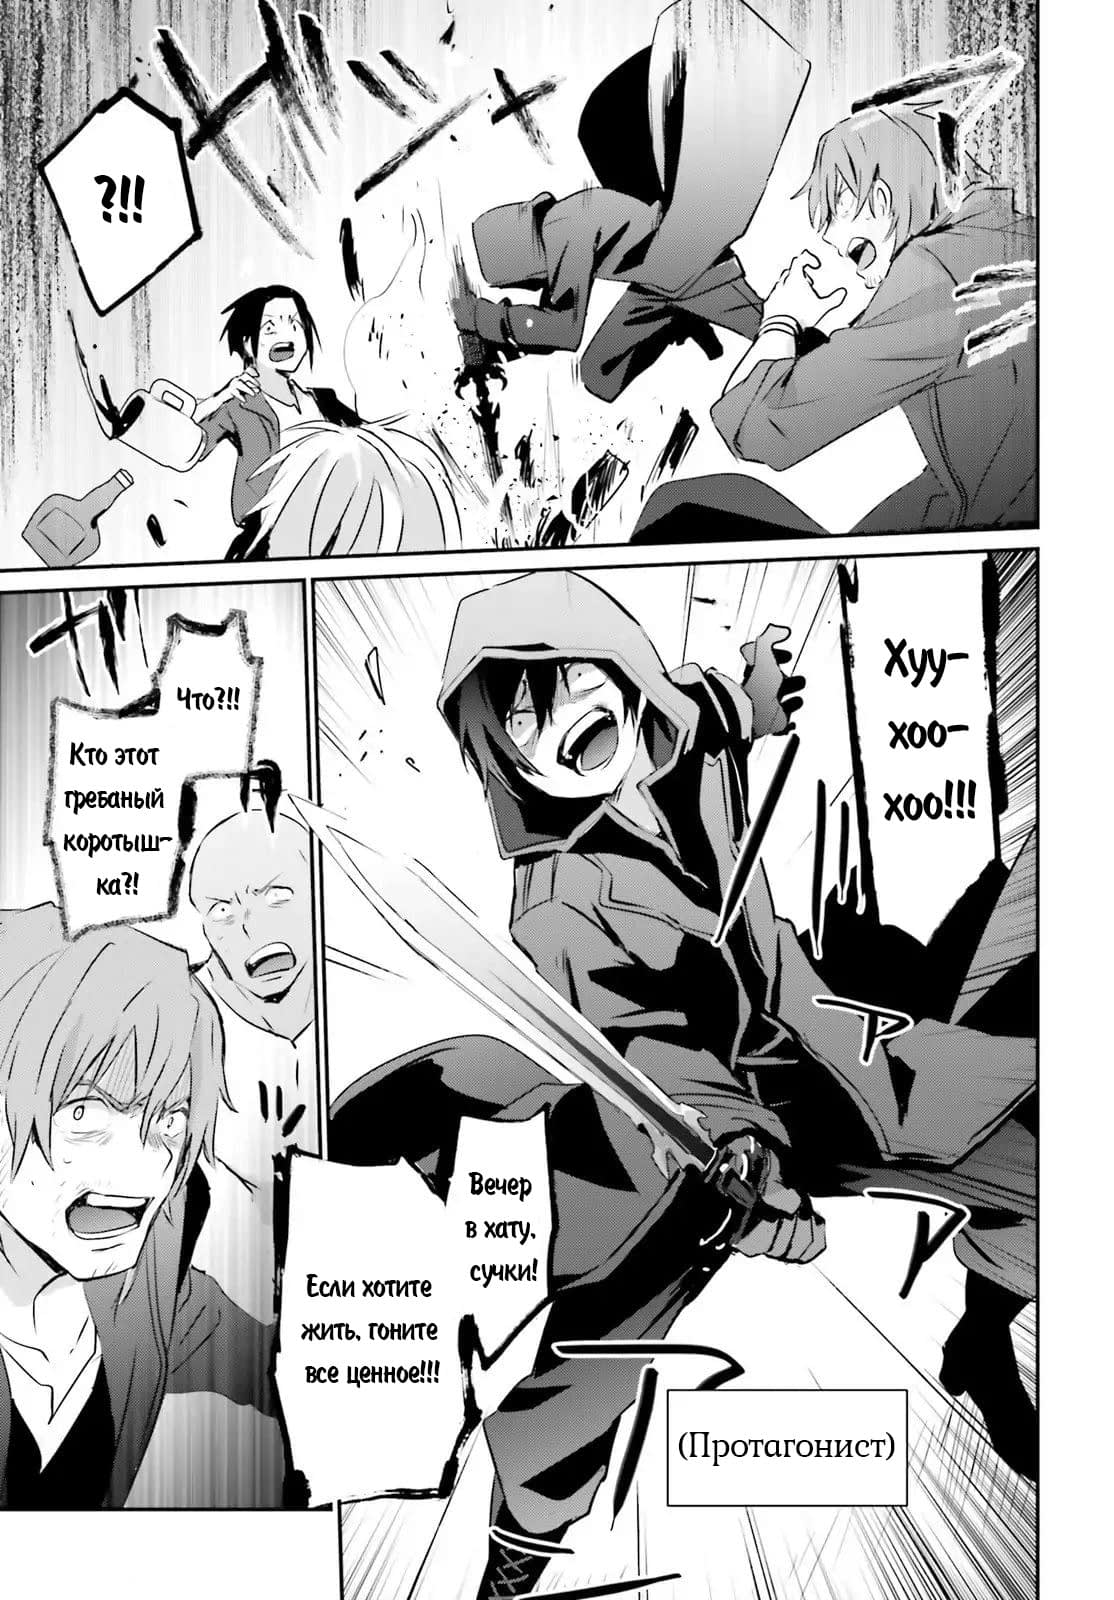 ?!!
Хуу-
хоо-
хоо!!!
Вечер
в хату,
сучки!
Если хотите
жить, гоните
все ценное!!!
(Протагонист)
Что?!!
Кто этот
гребаный
коротыш-
ка?!